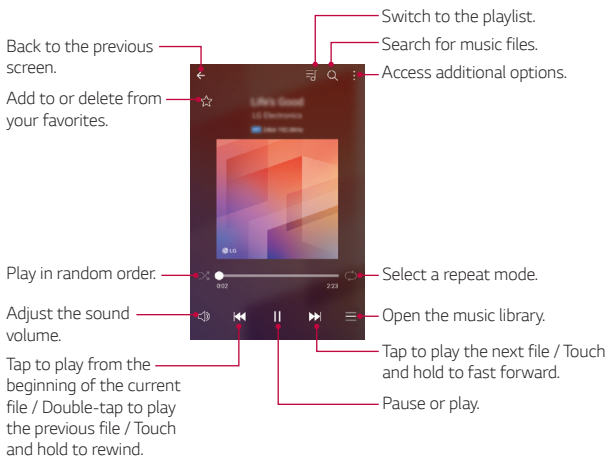 Switch to the playlist.
Search for music files.
Access additional options.
Back to the previous
screen.
Add to or delete from
your favorites.
Life's Good
LG Electronics
LG
0:02
2:23
Play in random order.
Select a repeat mode.
Adjust the sound
volume.
Open the music library.
Tap to play from the
beginning of the current
file / Double-tap to play
the previous file / Touch
and hold to rewind.
Tap to play the next file / Touch
and hold to fast forward.
Pause or play.